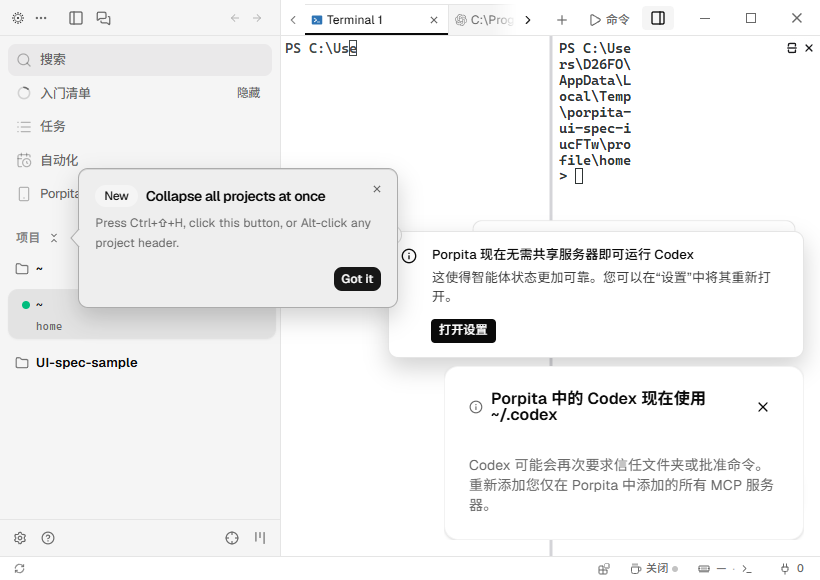 搜索
入门清单
隐藏
任务
自动化
Porpita
项目
~
~
home
UI-spec-sample
New
Collapse all projects at once
Press Ctrl+⇧+H, click this button, or Alt-click any
project header.
Got it
Terminal 1
C:\Prog
命令
PS C:\Use
PS C:\Use
rs\D26FO\
AppData\L
ocal\Temp
\porpita-
ui-spec-i
ucFTw\pro
file\home
>
Porpita 现在无需共享服务器即可运行 Codex
这使得智能体状态更加可靠。您可以在“设置”中将其重新打
开。
打开设置
Porpita 中的 Codex 现在使用
~/.codex
Codex 可能会再次要求信任文件夹或批准命令。
重新添加您仅在 Porpita 中添加的所有 MCP 服务
器。
关闭
0